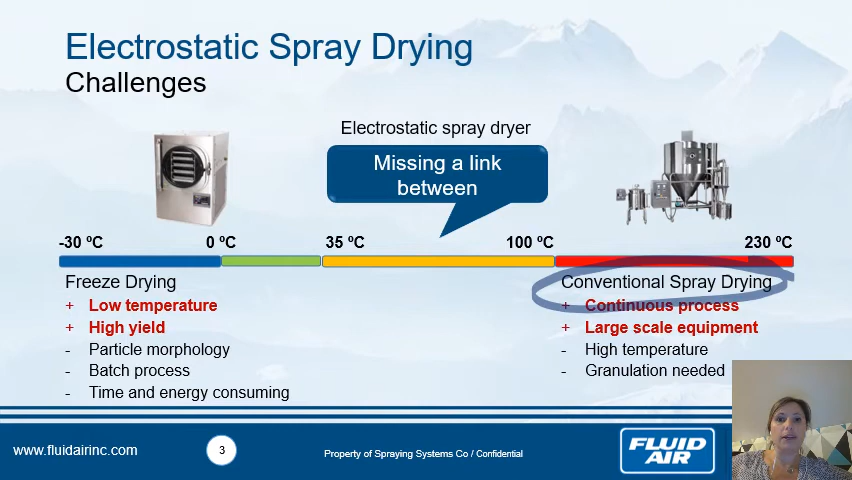 Electrostatic Spray Drying
Challenges
Electrostatic spray dryer
Missing a link
between
-30 ºC
0 ºC
35 ºC
100 ºC
230 ºC
Freeze Drying
+ Low temperature
+ High yield
- Particle morphology
- Batch process
- Time and energy consuming
Conventional Spray Drying
+ Continuous process
+ Large scale equipment
- High temperature
- Granulation needed
www.fluidairinc.com
3
Property of Spraying Systems Co / Confidential
FLUID
AIR